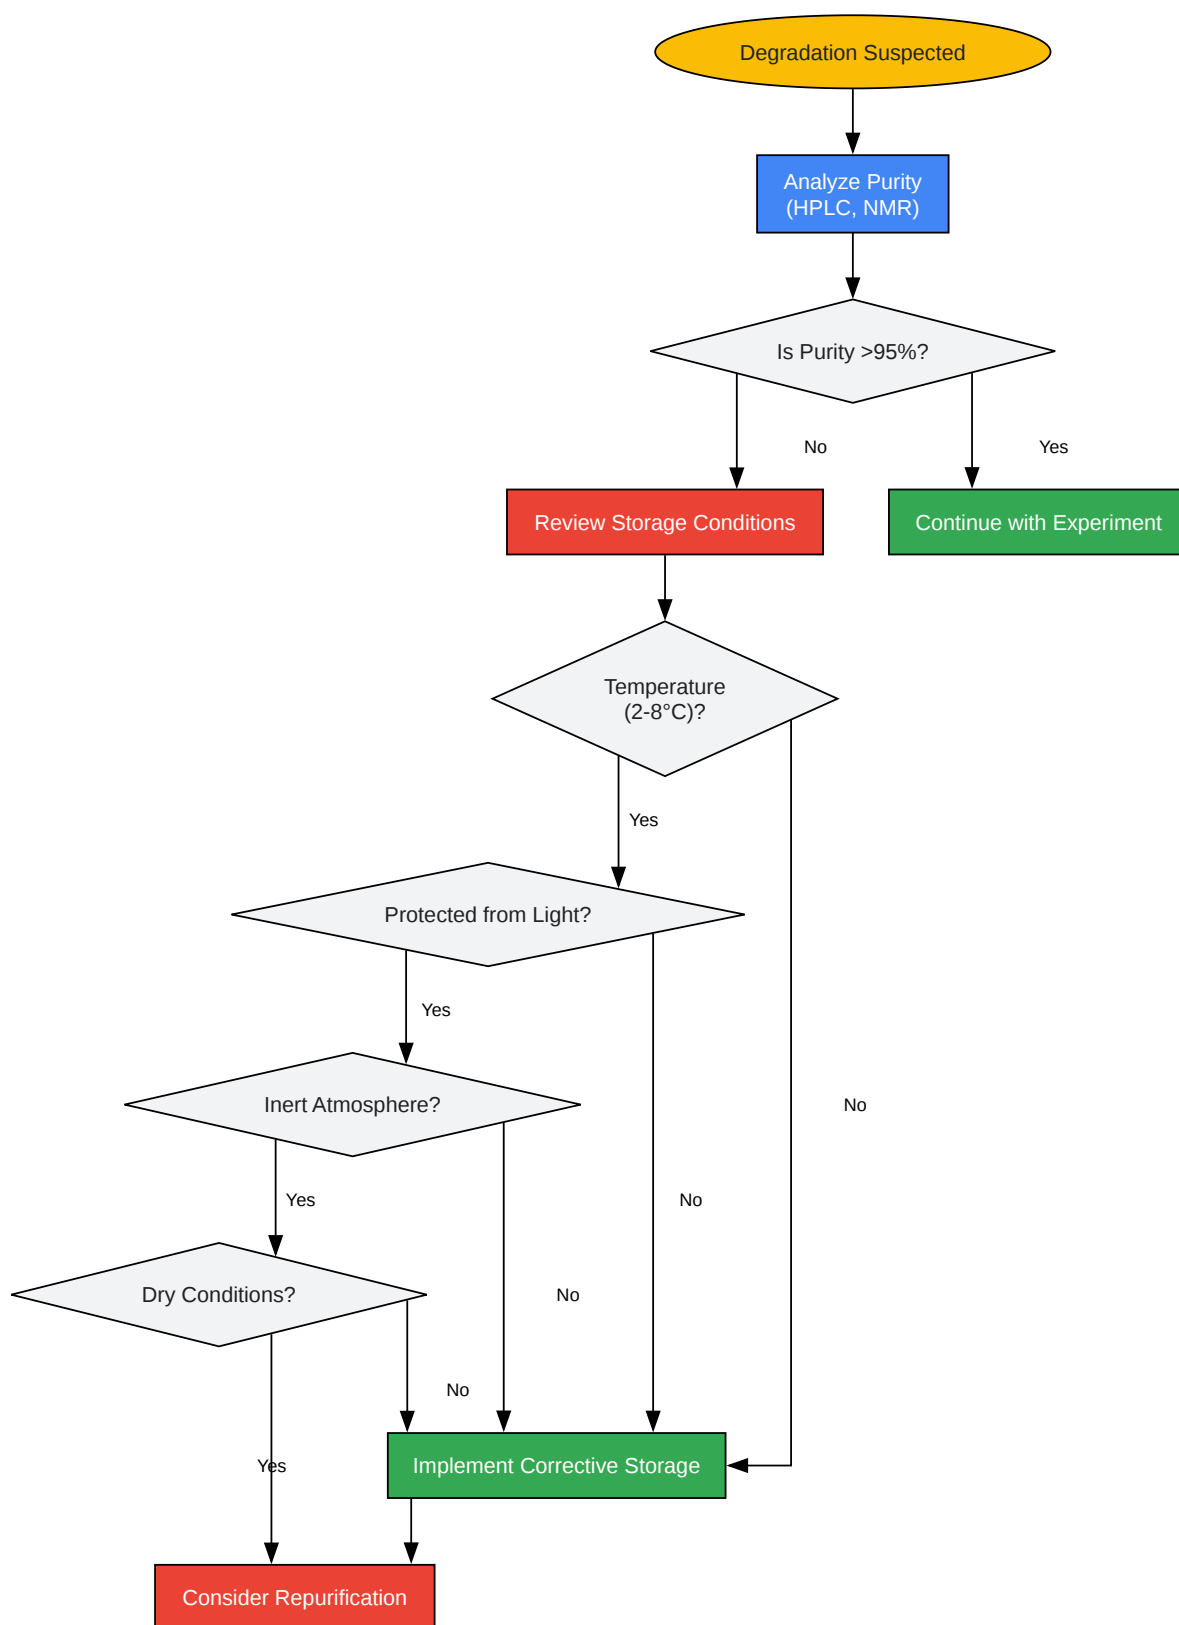 Degradation Suspected
Analyze Purity
(HPLC, NMR)
Is Purity >95%?
No
Yes
Review Storage Conditions
Continue with Experiment
Temperature
(2-8°C)?
Yes
Protected from Light?
Yes
Inert Atmosphere?
No
Yes
No
Dry Conditions?
No
No
Yes
Implement Corrective Storage
Consider Repurification